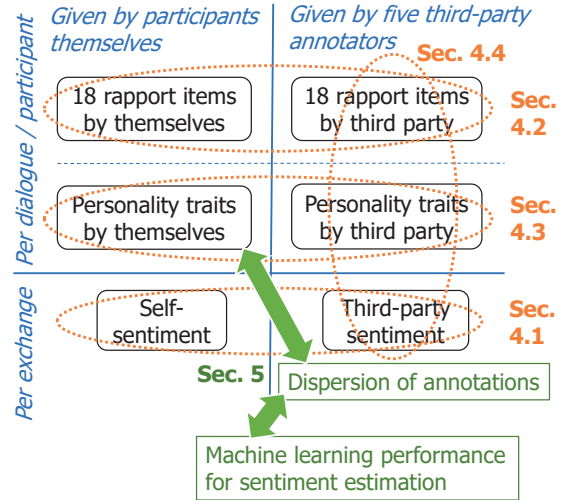 Given by participants
themselves
Given by five third-party
annotators
Sec. 4.4
Per dialogue / participant
18 rapport items
by themselves
18 rapport items
by third party
Sec.
4.2
Personality traits
by themselves
Personality traits
by third party
Sec.
4.3
Per exchange
Self-
sentiment
Third-party
sentiment
Sec.
4.1
Sec. 5
Dispersion of annotations
Machine learning performance
for sentiment estimation